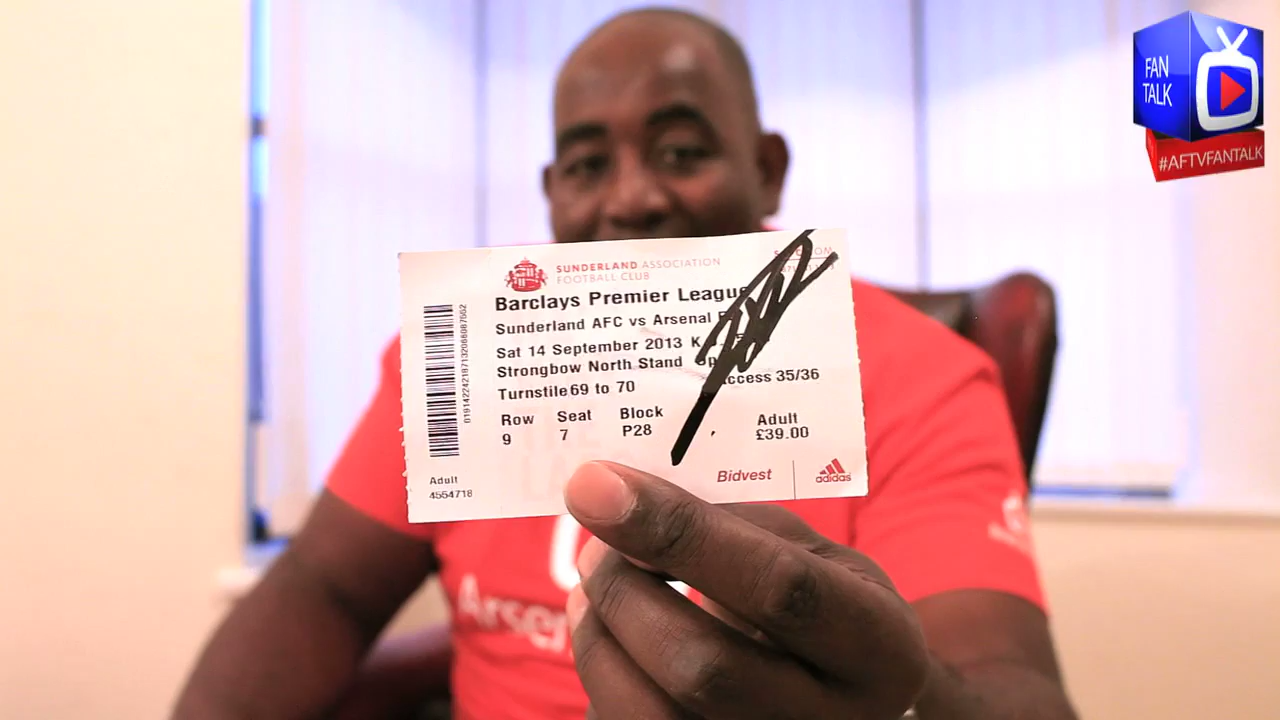 FAN
TALK
#AFTVFANTALK
SUNDERLAND ASSOCIATION
FOOTBALL CLUB
Barclays Premier League
Sunderland AFC vs Arsenal
Sat 14 September 2013
Strongbow North Stand
Turnstile 69 to 70
Access 35/36
Row Seat Block Adult
9 7 P28 £39.00
Adult
4554718
Bidvest
adidas
Arsen